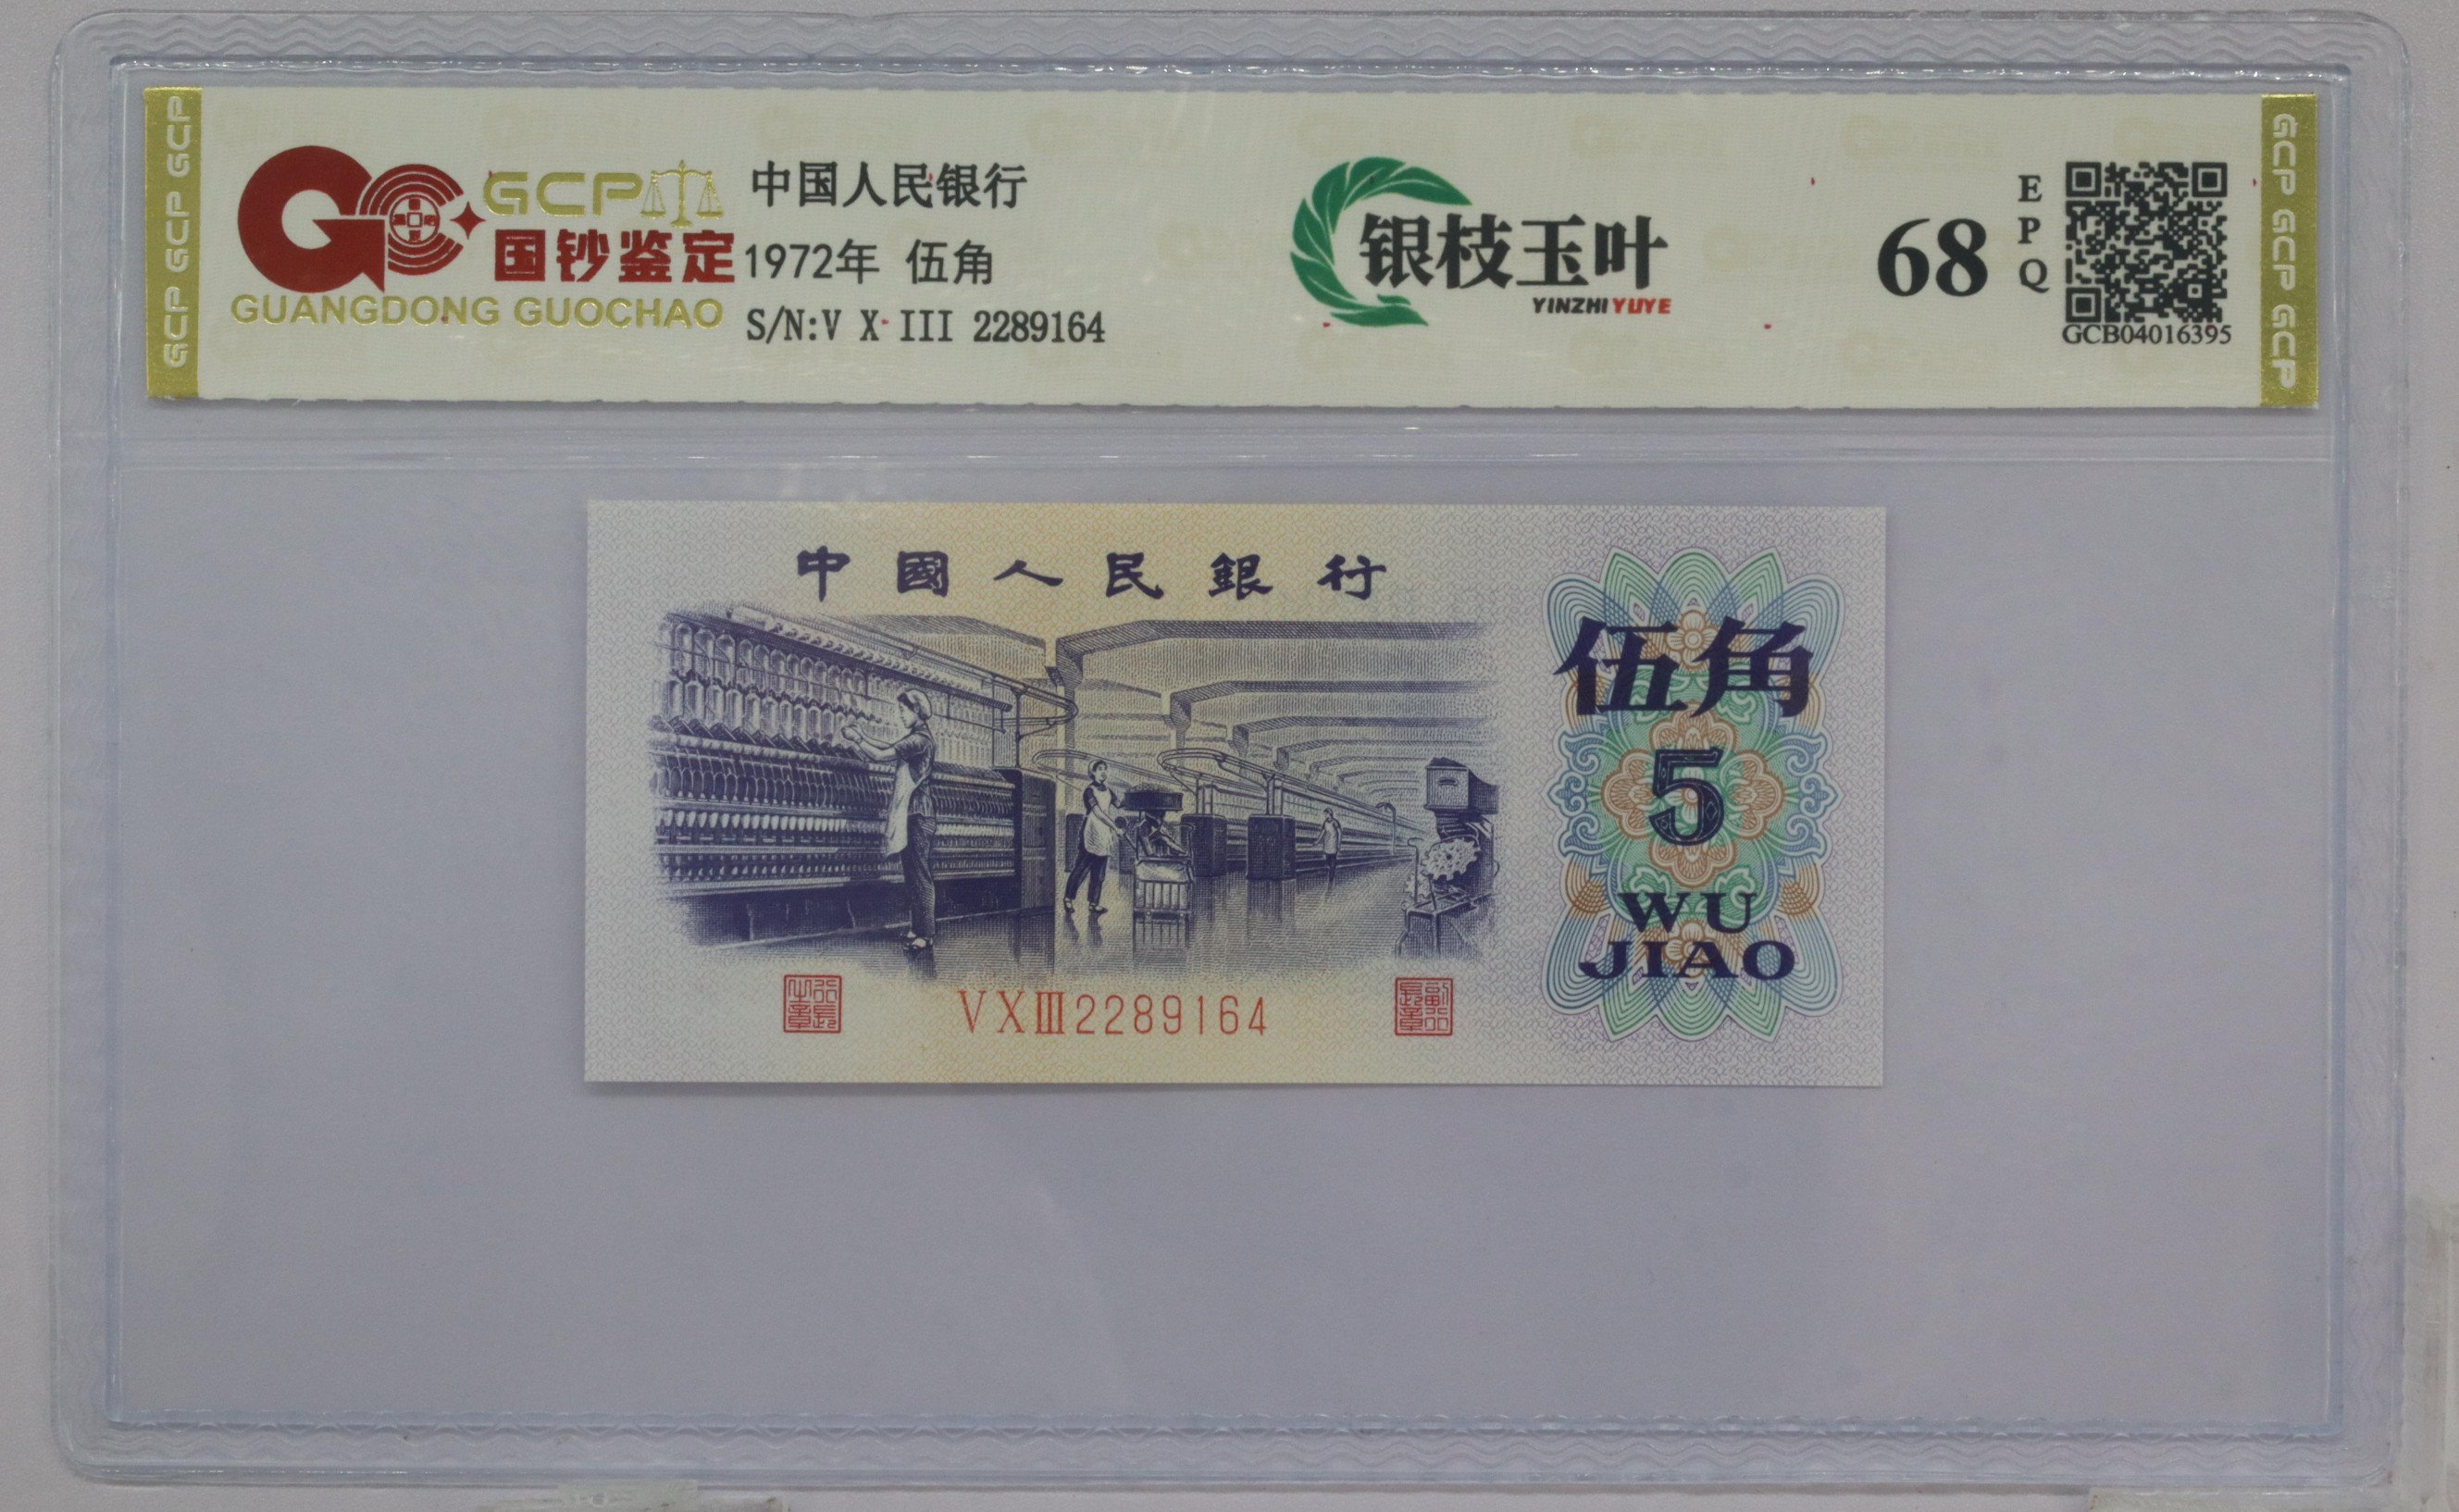 GCP GCP GCP
GCP
国钞鉴定
GUANGDONG GUOCHAO
中国人民银行
1972年 伍角
S/N:V X III 2289164
银枝玉叶
YINZHIYUYE
68
E
P
Q
GCB04016395
GCP GCP GCP
中國人民銀行
伍角
5
WU
JIAO
VXⅢ2289164